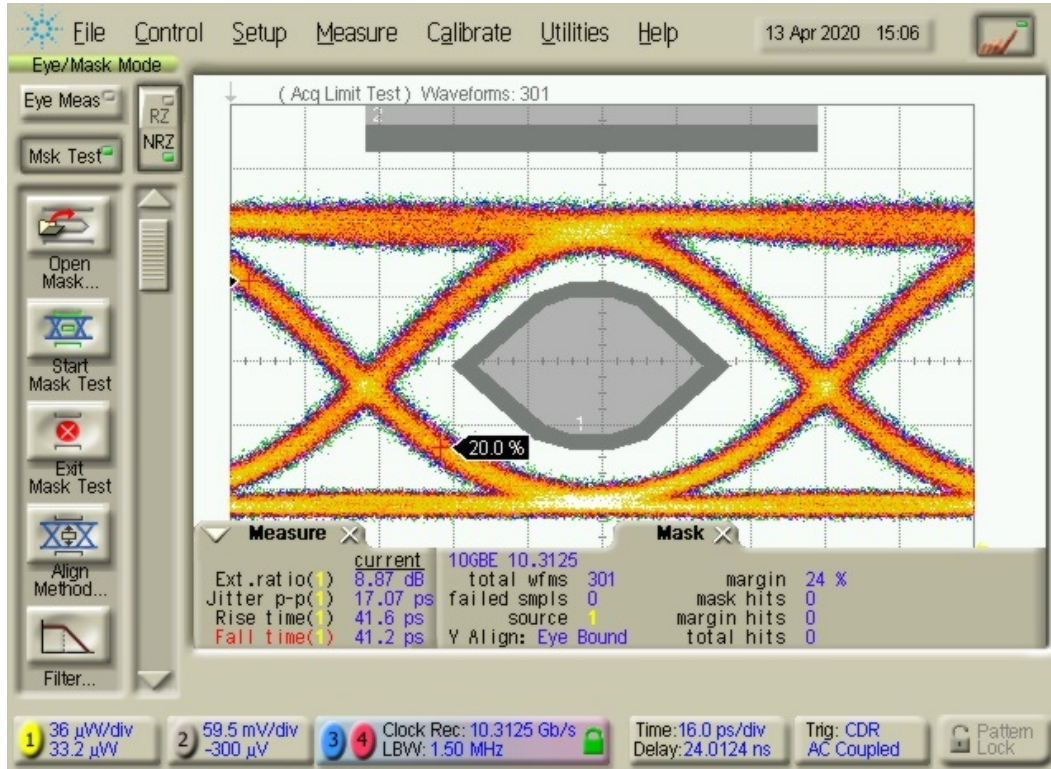 File Control Setup Measure Calibrate Utilities Help 13 Apr 2020 15:06
Eye/Mask Mode
Eye Meas
RZ
NRZ
Msk Test
Open
Mask...
Start
Mask Test
Exit
Mask Test
Align
Method...
Filter...
( Acq Limit Test ) Waveforms: 301
2
1
20.0 %
Measure
current
Ext.ratio(1) 8.87 dB
Jitter p-p(1) 17.07 ps
Rise time(1) 41.6 ps
Fall time(1) 41.2 ps
Mask
10GBE 10.3125
total wfms 301 margin 24 %
failed smpls 0 mask hits 0
source 1 margin hits 0
Y Align: Eye Bound total hits 0
1 36 µW/div
33.2 µW
2 59.5 mV/div
-300 µV
3 4 Clock Rec: 10.3125 Gb/s
LBW: 1.50 MHz
Time:16.0 ps/div
Delay:24.0124 ns
Trig: CDR
AC Coupled
Pattern
Lock